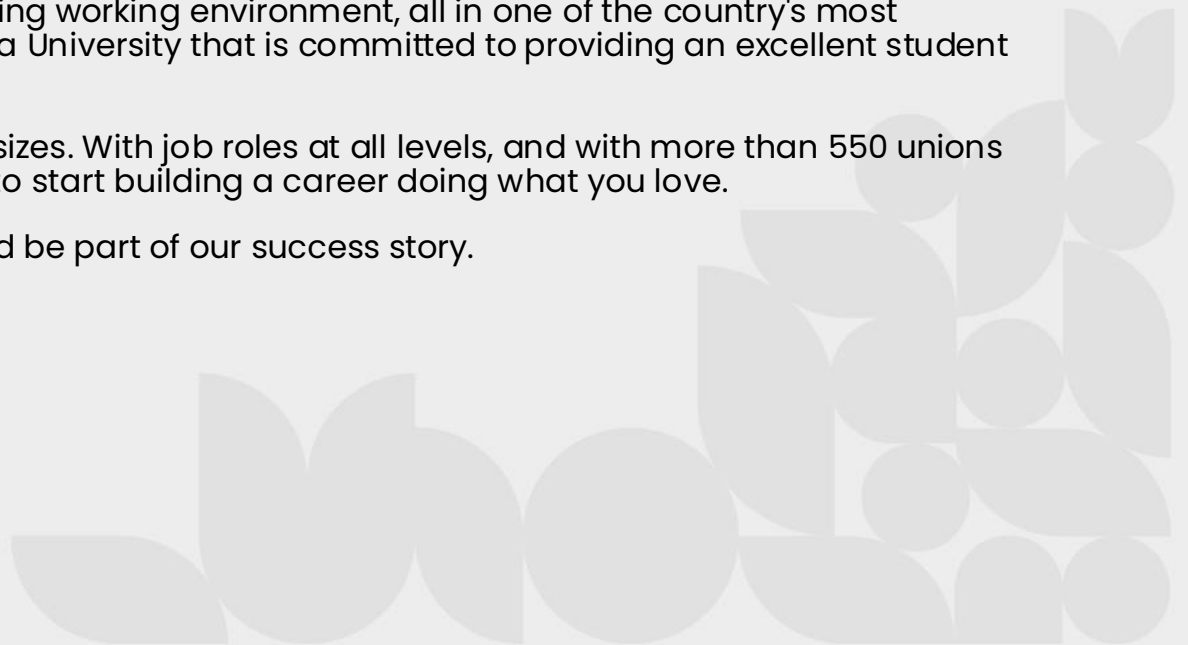 ing working environment, all in one of the country's most
a University that is committed to providing an excellent student
sizes. With job roles at all levels, and with more than 550 unions
to start building a career doing what you love.
d be part of our success story.